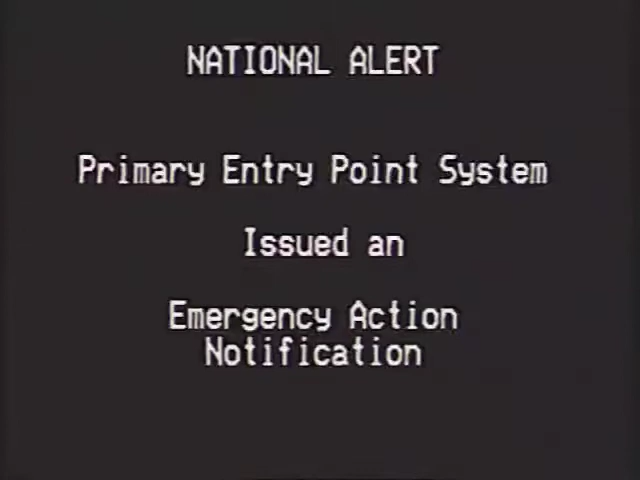 NATIONAL ALERT
Primary Entry Point System
Issued an
Emergency Action
Notification